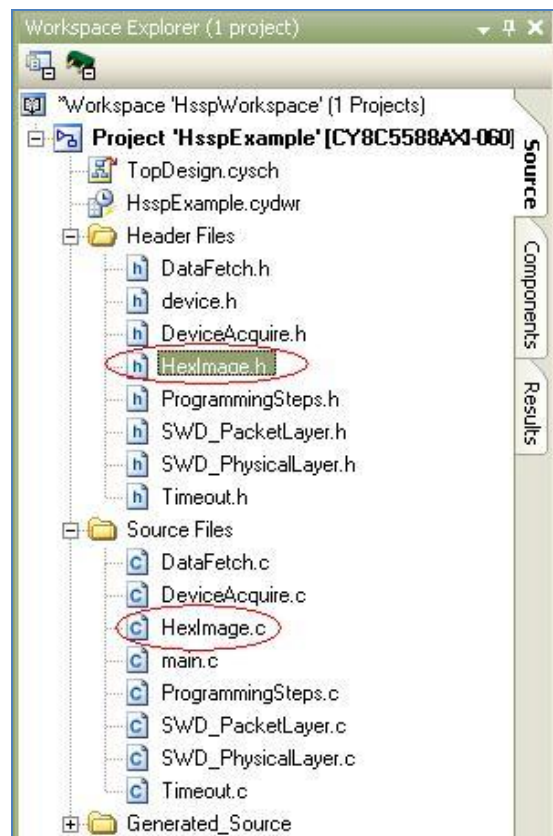 Workspace Explorer (1 project)
*Workspace 'HsspWorkspace' (1 Projects)
Project 'HsspExample' [CY8C5588AXI-060]
TopDesign.cysch
HsspExample.cydwr
Header Files
DataFetch.h
device.h
DeviceAcquire.h
HexImage.h
ProgrammingSteps.h
SWD_PacketLayer.h
SWD_PhysicalLayer.h
Timeout.h
Source Files
DataFetch.c
DeviceAcquire.c
HexImage.c
main.c
ProgrammingSteps.c
SWD_PacketLayer.c
SWD_PhysicalLayer.c
Timeout.c
Generated_Source
Source
Components
Results